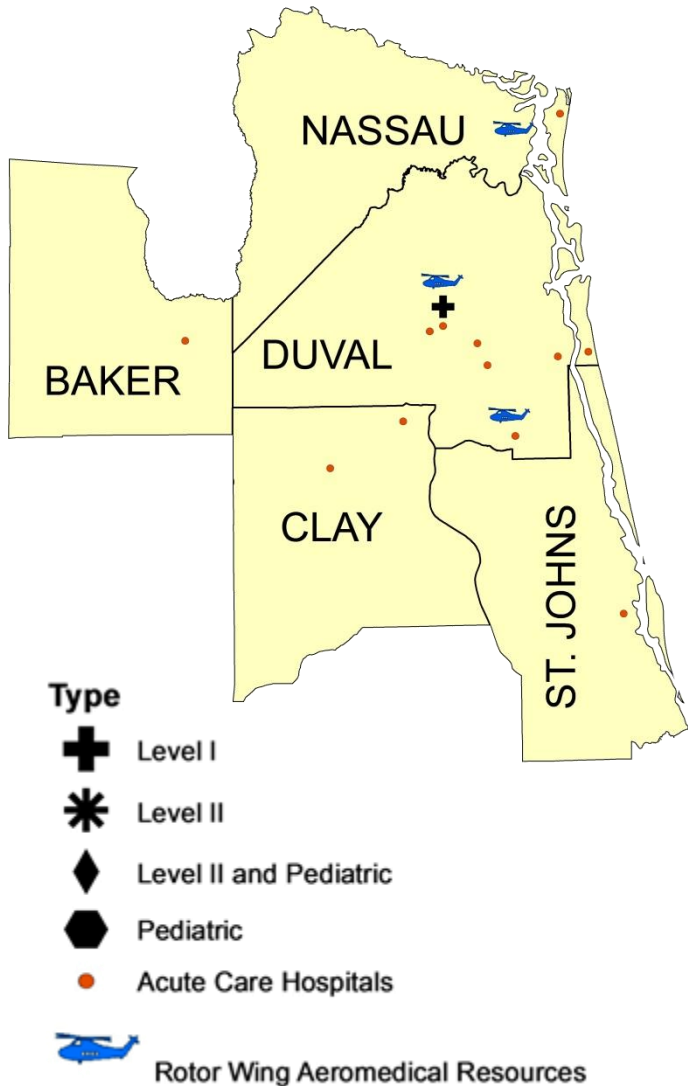 NASSAU
DUVAL
BAKER
CLAY
ST. JOHNS
Type
Level I
Level II
Level II and Pediatric
Pediatric
Acute Care Hospitals
Rotor Wing Aeromedical Resources